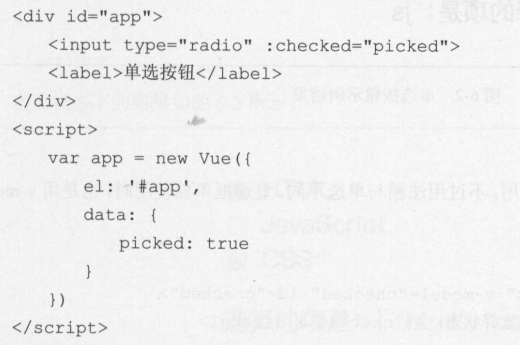 <div id="app">
    <input type="radio" :checked="picked">
    <label>单选按钮</label>
</div>
<script>
    var app = new Vue({
        el: '#app',
        data: {
            picked: true
        }
    })
</script>